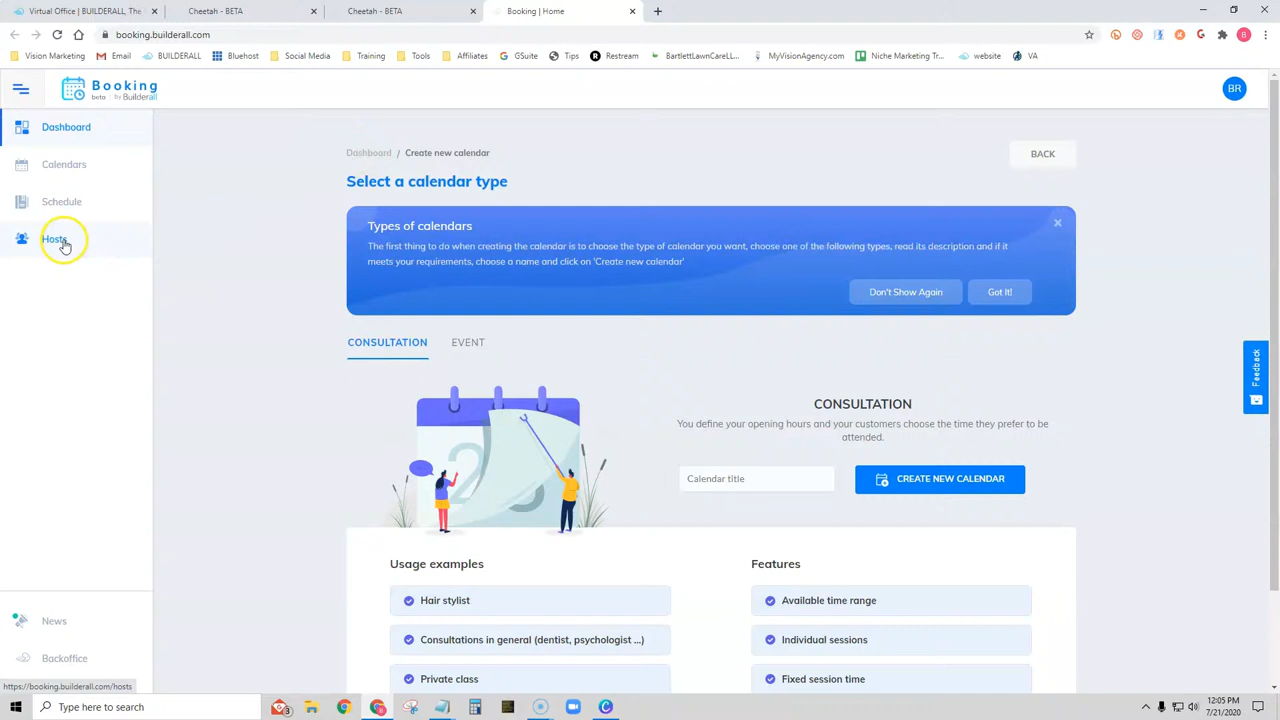 Virtual Office | BUILDERALL, The
Cheetah - BETA
Cheetah - BETA
Booking | Home
booking.builderall.com
Vision Marketing
Email
BUILDERALL
Bluehost
Social Media
Training
Tools
Affiliates
GSuite
Tips
Restream
BartlettLawnCareLL...
MyVisionAgency.com
Niche Marketing Tr...
website
VA
Booking
beta by Builderall
BR
Dashboard
Calendars
Schedule
Hosts
Dashboard / Create new calendar
BACK
Select a calendar type
Types of calendars
The first thing to do when creating the calendar is to choose the type of calendar you want, choose one of the following types, read its description and if it
meets your requirements, choose a name and click on 'Create new calendar'
Don't Show Again
Got It!
CONSULTATION
EVENT
Feedback
CONSULTATION
You define your opening hours and your customers choose the time they prefer to be
attended.
Calendar title
CREATE NEW CALENDAR
Usage examples
Features
Hair stylist
Available time range
Consultations in general (dentist, psychologist ...)
Individual sessions
Private class
Fixed session time
News
Backoffice
https://booking.builderall.com/hosts
Type here to search
12:05 PM
7/21/2020